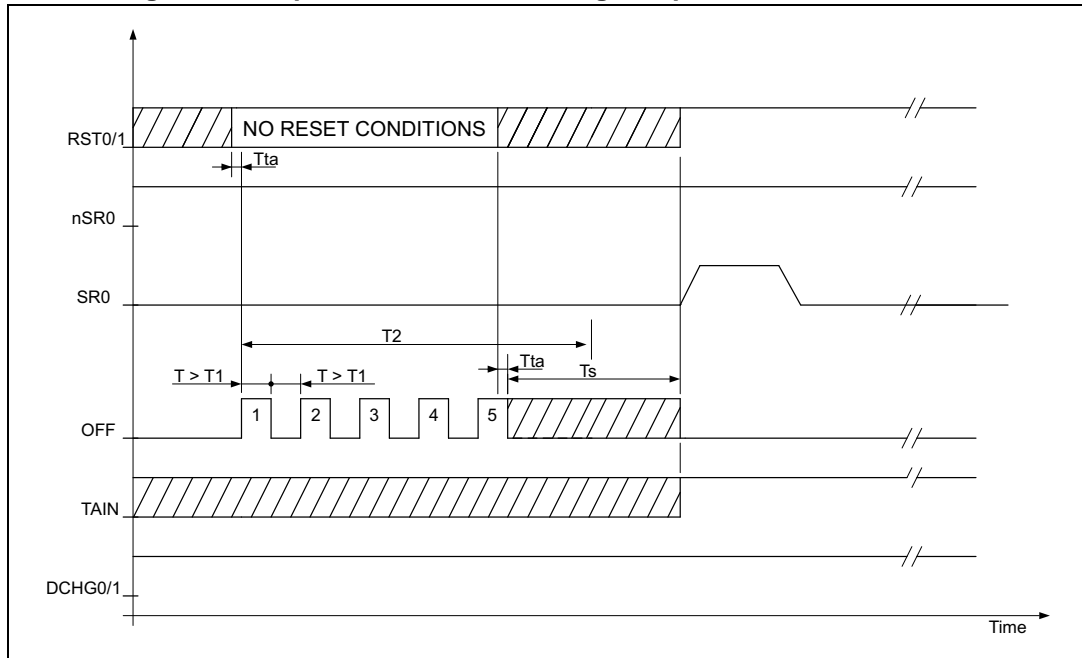 RST0/1
NO RESET CONDITIONS
Tta
nSR0
SR0
T2
Tta
T > T1
T > T1
Ts
OFF
1
2
3
4
5
TAIN
DCHG0/1
Time